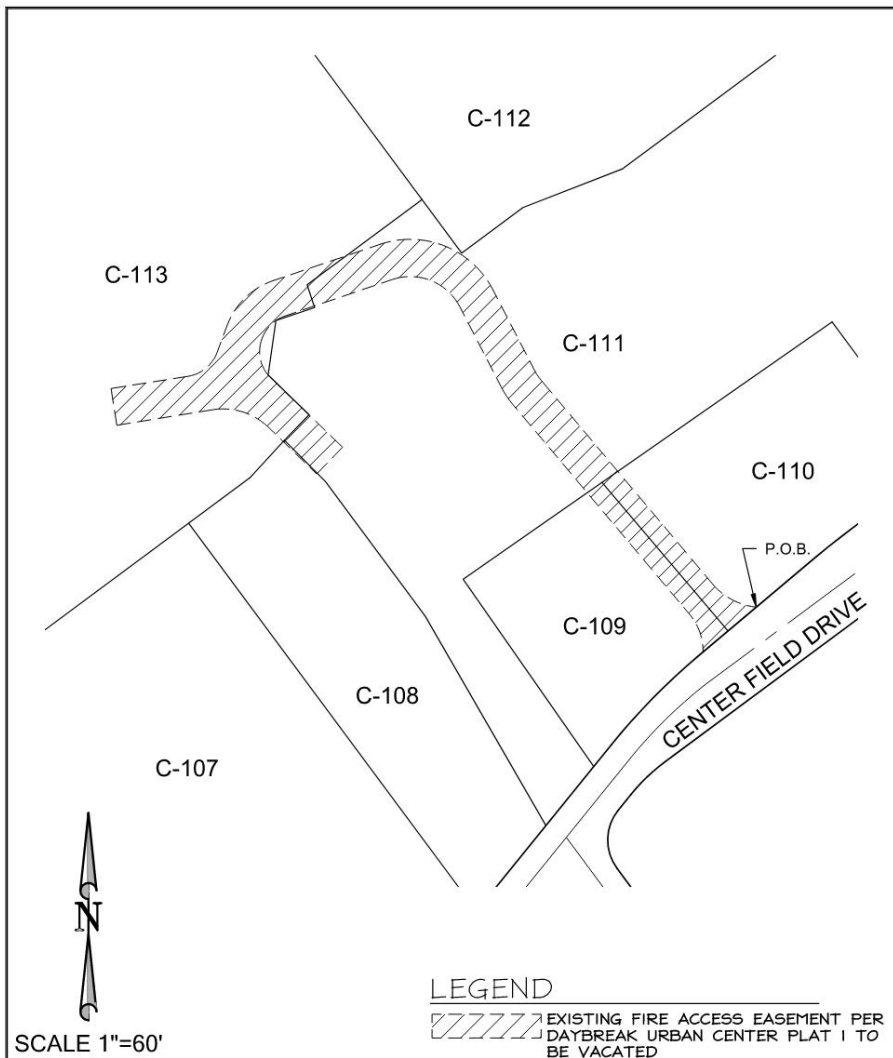 C-112
C-113
C-111
C-110
P.O.B.
C-109
CENTER FIELD DRIVE
C-108
C-107
N
LEGEND
SCALE 1"=60'
EXISTING FIRE ACCESS EASEMENT PER
DAYBREAK URBAN CENTER PLAT 1 TO
BE VACATED